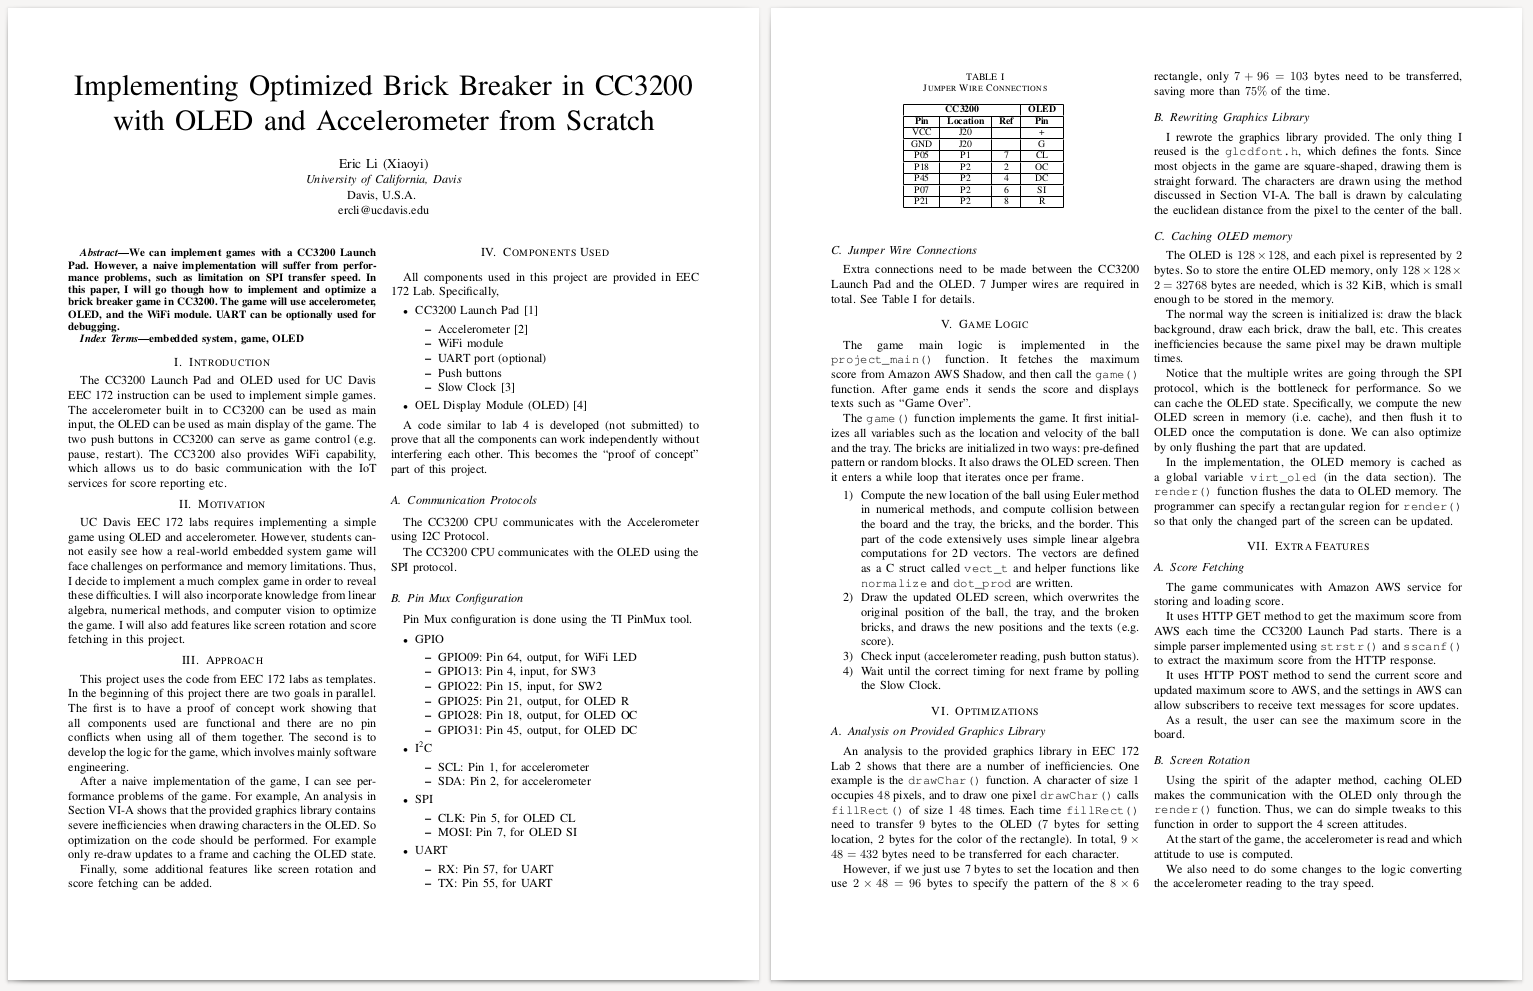 Implementing Optimized Brick Breaker in CC3200
with OLED and Accelerometer from Scratch
Eric Li (Xiaoyi)
University of California, Davis
Davis, U.S.A.
ercli@ucdavis.edu
Abstract—We can implement games with a CC3200 Launch
Pad. However, a naive implementation will suffer from perfor-
mance problems, such as limitation on SPI transfer speed. In
this paper, I will go though how to implement and optimize a
brick breaker game in CC3200. The game will use accelerometer,
OLED, and the WiFi module. UART can be optionally used for
debugging.
Index Terms—embedded system, game, OLED
I. Introduction
The CC3200 Launch Pad and OLED used for UC Davis
EEC 172 instruction can be used to implement simple games.
The accelerometer built in to CC3200 can be used as main
input, the OLED can be used as main display of the game. The
two push buttons in CC3200 can serve as game control (e.g.
pause, restart). The CC3200 also provides WiFi capability,
which allows us to do basic communication with the IoT
services for score reporting etc.
II. Motivation
UC Davis EEC 172 labs requires implementing a simple
game using OLED and accelerometer. However, students can-
not easily see how a real-world embedded system game will
face challenges on performance and memory limitations. Thus,
I decide to implement a much complex game in order to reveal
these difficulties. I will also incorporate knowledge from linear
algebra, numerical methods, and computer vision to optimize
the game. I will also add features like screen rotation and score
fetching in this project.
III. Approach
This project uses the code from EEC 172 labs as templates.
In the beginning of this project there are two goals in parallel.
The first is to have a proof of concept work showing that
all components used are functional and there are no pin
conflicts when using all of them together. The second is to
develop the logic for the game, which involves mainly software
engineering.
After a naive implementation of the game, I can see per-
formance problems of the game. For example, An analysis in
Section VI-A shows that the provided graphics library contains
severe inefficiencies when drawing characters in the OLED. So
optimization on the code should be performed. For example
only re-draw updates to a frame and caching the OLED state.
Finally, some additional features like screen rotation and
score fetching can be added.
IV. Components Used
All components used in this project are provided in EEC
172 Lab. Specifically,
• CC3200 Launch Pad [1]
– Accelerometer [2]
– WiFi module
– UART port (optional)
– Push buttons
– Slow Clock [3]
• OEL Display Module (OLED) [4]
A code similar to lab 4 is developed (not submitted) to
prove that all the components can work independently without
interfering each other. This becomes the “proof of concept”
part of this project.
A. Communication Protocols
The CC3200 CPU communicates with the Accelerometer
using I2C Protocol.
The CC3200 CPU communicates with the OLED using the
SPI protocol.
B. Pin Mux Configuration
Pin Mux configuration is done using the TI PinMux tool.
• GPIO
– GPIO09: Pin 64, output, for WiFi LED
– GPIO13: Pin 4, input, for SW3
– GPIO22: Pin 15, input, for SW2
– GPIO25: Pin 21, output, for OLED R
– GPIO28: Pin 18, output, for OLED OC
– GPIO31: Pin 45, output, for OLED DC
• I²C
– SCL: Pin 1, for accelerometer
– SDA: Pin 2, for accelerometer
• SPI
– CLK: Pin 5, for OLED CL
– MOSI: Pin 7, for OLED SI
• UART
– RX: Pin 57, for UART
– TX: Pin 55, for UART
TABLE I
Jumper Wire Connections
CC3200 OLED
Pin Location Ref Pin
VCC J20 +
GND J20 G
P05 P1 7 CL
P18 P2 2 OC
P45 P2 4 DC
P07 P2 6 SI
P21 P2 8 R
C. Jumper Wire Connections
Extra connections need to be made between the CC3200
Launch Pad and the OLED. 7 Jumper wires are required in
total. See Table I for details.
V. Game Logic
The game main logic is implemented in the
project_main() function. It fetches the maximum
score from Amazon AWS Shadow, and then call the game()
function. After game ends it sends the score and displays
texts such as “Game Over”.
The game() function implements the game. It first initial-
izes all variables such as the location and velocity of the ball
and the tray. The bricks are initialized in two ways: pre-defined
pattern or random blocks. It also draws the OLED screen. Then
it enters a while loop that iterates once per frame.
1) Compute the new location of the ball using Euler method
in numerical methods, and compute collision between
the board and the tray, the bricks, and the border. This
part of the code extensively uses simple linear algebra
computations for 2D vectors. The vectors are defined
as a C struct called vect_t and helper functions like
normalize and dot_prod are written.
2) Draw the updated OLED screen, which overwrites the
original position of the ball, the tray, and the broken
bricks, and draws the new positions and the texts (e.g.
score).
3) Check input (accelerometer reading, push button status).
4) Wait until the correct timing for next frame by polling
the Slow Clock.
VI. Optimizations
A. Analysis on Provided Graphics Library
An analysis to the provided graphics library in EEC 172
Lab 2 shows that there are a number of inefficiencies. One
example is the drawChar() function. A character of size 1
occupies 48 pixels, and to draw one pixel drawChar() calls
fillRect() of size 1 48 times. Each time fillRect()
need to transfer 9 bytes to the OLED (7 bytes for setting
location, 2 bytes for the color of the rectangle). In total, 9 ×
48 = 432 bytes need to be transferred for each character.
However, if we just use 7 bytes to set the location and then
use 2 × 48 = 96 bytes to specify the pattern of the 8 × 6
rectangle, only 7 + 96 = 103 bytes need to be transferred,
saving more than 75% of the time.
B. Rewriting Graphics Library
I rewrote the graphics library provided. The only thing I
reused is the glcdfont.h, which defines the fonts. Since
most objects in the game are square-shaped, drawing them is
straight forward. The characters are drawn using the method
discussed in Section VI-A. The ball is drawn by calculating
the euclidean distance from the pixel to the center of the ball.
C. Caching OLED memory
The OLED is 128 × 128, and each pixel is represented by 2
bytes. So to store the entire OLED memory, only 128 × 128 ×
2 = 32768 bytes are needed, which is 32 KiB, which is small
enough to be stored in the memory.
The normal way the screen is initialized is: draw the black
background, draw each brick, draw the ball, etc. This creates
inefficiencies because the same pixel may be drawn multiple
times.
Notice that the multiple writes are going through the SPI
protocol, which is the bottleneck for performance. So we
can cache the OLED state. Specifically, we compute the new
OLED screen in memory (i.e. cache), and then flush it to
OLED once the computation is done. We can also optimize
by only flushing the part that are updated.
In the implementation, the OLED memory is cached as
a global variable virt_oled (in the data section). The
render() function flushes the data to OLED memory. The
programmer can specify a rectangular region for render()
so that only the changed part of the screen can be updated.
VII. Extra Features
A. Score Fetching
The game communicates with Amazon AWS service for
storing and loading score.
It uses HTTP GET method to get the maximum score from
AWS each time the CC3200 Launch Pad starts. There is a
simple parser implemented using strstr() and sscanf()
to extract the maximum score from the HTTP response.
It uses HTTP POST method to send the current score and
updated maximum score to AWS, and the settings in AWS can
allow subscribers to receive text messages for score updates.
As a result, the user can see the maximum score in the
board.
B. Screen Rotation
Using the spirit of the adapter method, caching OLED
makes the communication with the OLED only through the
render() function. Thus, we can do simple tweaks to this
function in order to support the 4 screen attitudes.
At the start of the game, the accelerometer is read and which
attitude to use is computed.
We also need to do some changes to the logic converting
the accelerometer reading to the tray speed.